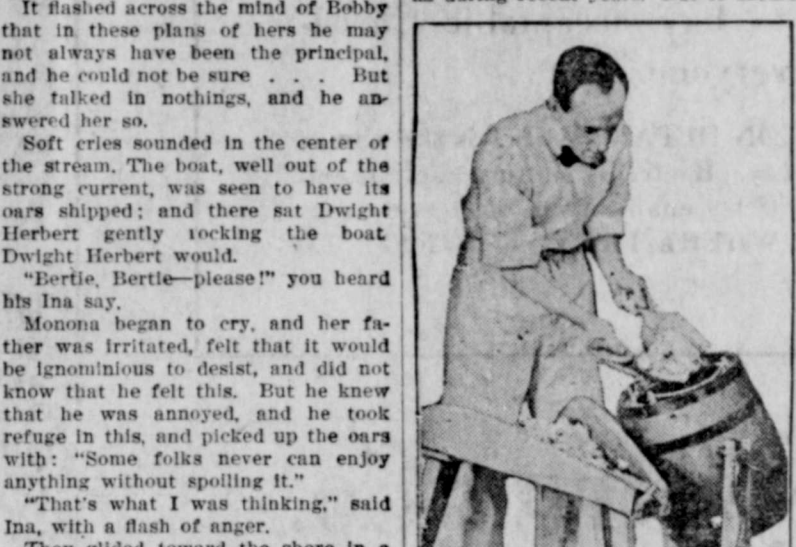 It flashed across the mind of Bobby
that in these plans of hers he may
not always have been the principal,
and he could not be sure . . . But
she talked in nothings, and he an-
swered her so.
Soft cries sounded in the center of
the stream. The boat, well out of the
strong current, was seen to have its
oars shipped; and there sat Dwight
Herbert gently rocking the boat.
Dwight Herbert would.
"Bertie, Bertie—please!" you heard
his Ina say.
Monona began to cry, and her fa-
ther was irritated, felt that it would
be ignominious to desist, and did not
know that he felt this. But he knew
that he was annoyed, and he took
refuge in this, and picked up the oars
with: "Some folks never can enjoy
anything without spoiling it."
"That's what I was thinking," said
Ina, with a flash of anger.
They glided toward the shore in a